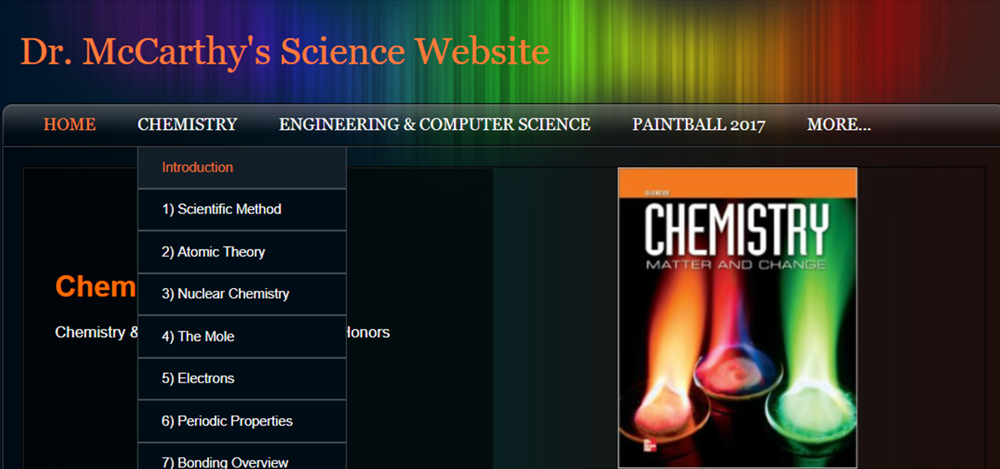 Dr. McCarthy's Science Website
HOME CHEMISTRY ENGINEERING & COMPUTER SCIENCE PAINTBALL 2017 MORE...
Introduction
1) Scientific Method
2) Atomic Theory
3) Nuclear Chemistry
4) The Mole
5) Electrons
6) Periodic Properties
7) Bonding Overview
Chem
Chemistry & Honors
GLENCOE
CHEMISTRY
MATTER AND CHANGE